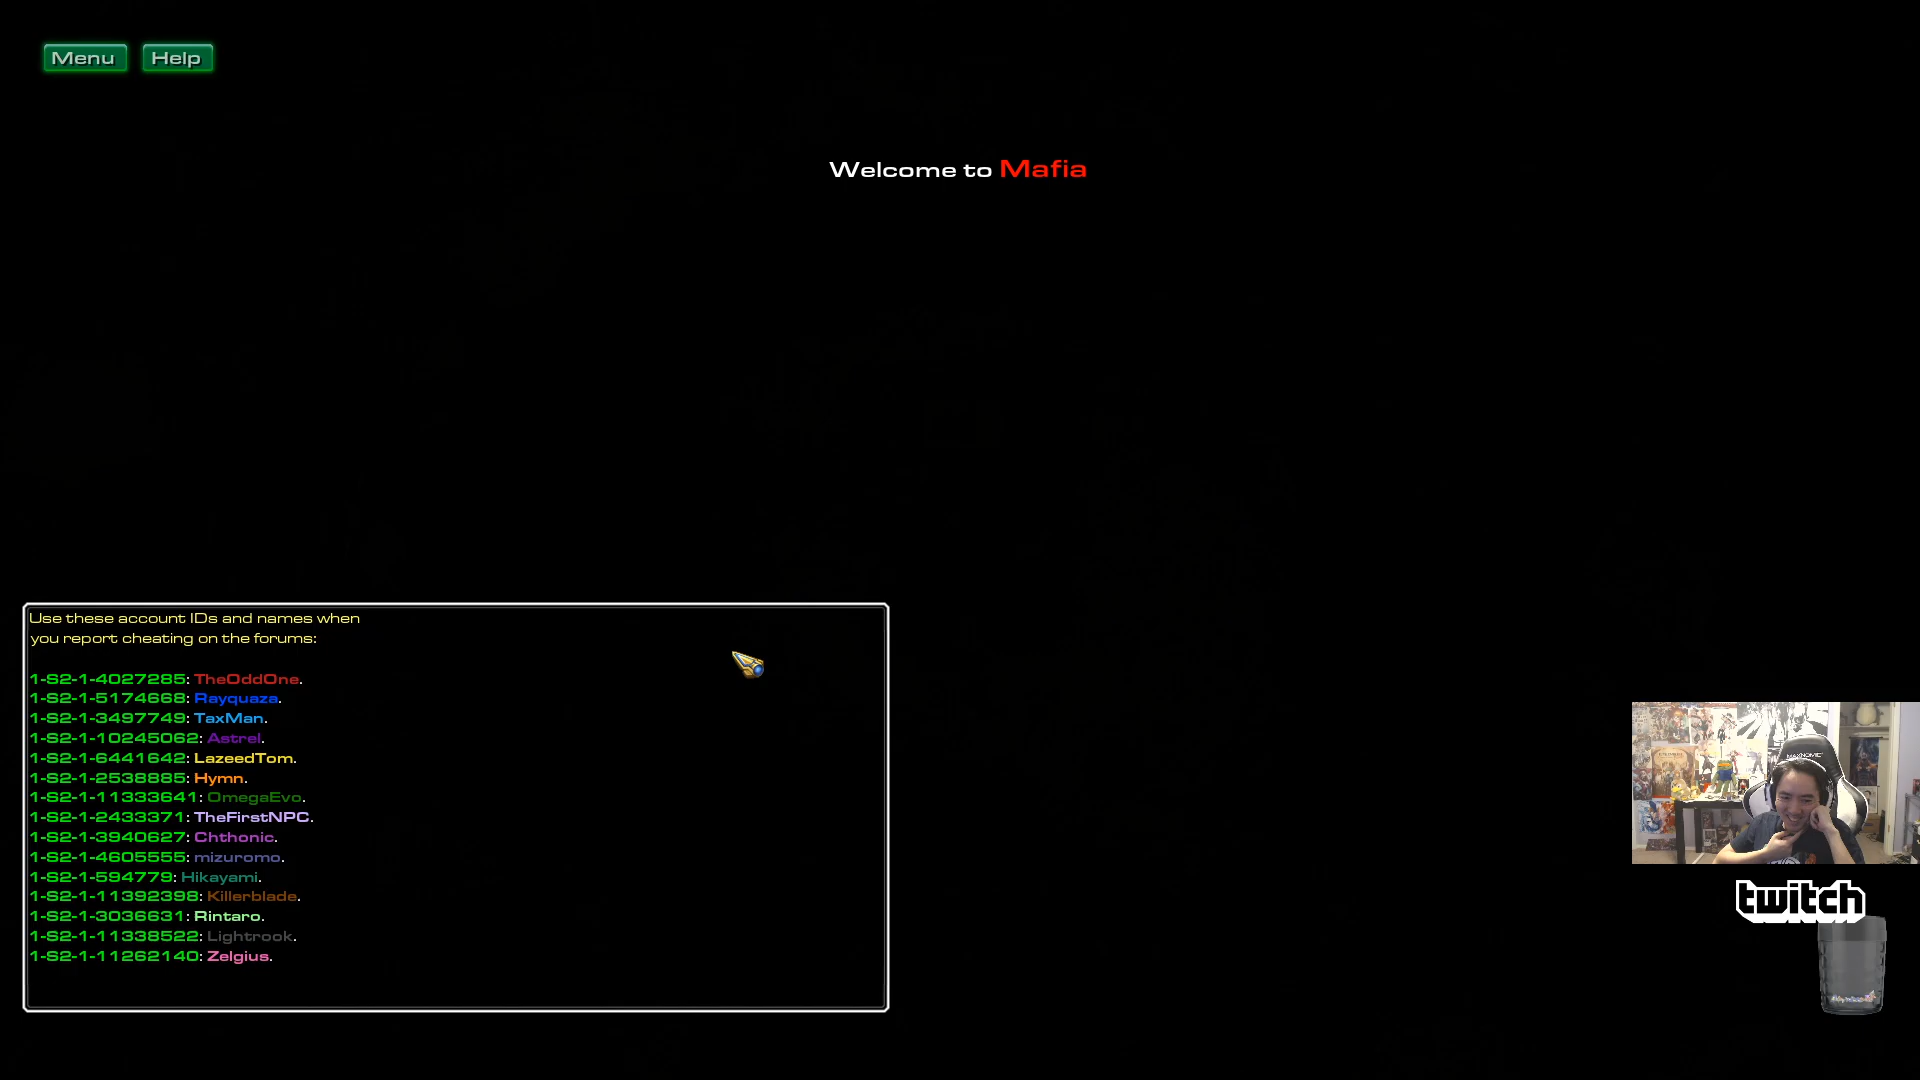 Menu Help
Welcome to Mafia
Use these account IDs and names when
you report cheating on the forums:
1-S2-1-4027285: TheOddOne.
1-S2-1-5174668: Rayquaza.
1-S2-1-3497749: TaxMan.
1-S2-1-10245062: Astrel.
1-S2-1-6441642: LazeedTom.
1-S2-1-2538885: Hymn.
1-S2-1-11333641: OmegaEvo.
1-S2-1-2433371: TheFirstNPC.
1-S2-1-3940627: Chthonic.
1-S2-1-4605555: mizuromo.
1-S2-1-594779: Hikayami.
1-S2-1-11392398: Killerblade.
1-S2-1-3036631: Rintaro.
1-S2-1-11338522: Lightrook.
1-S2-1-11262140: Zelgius.
MAXNOMIC
twitch